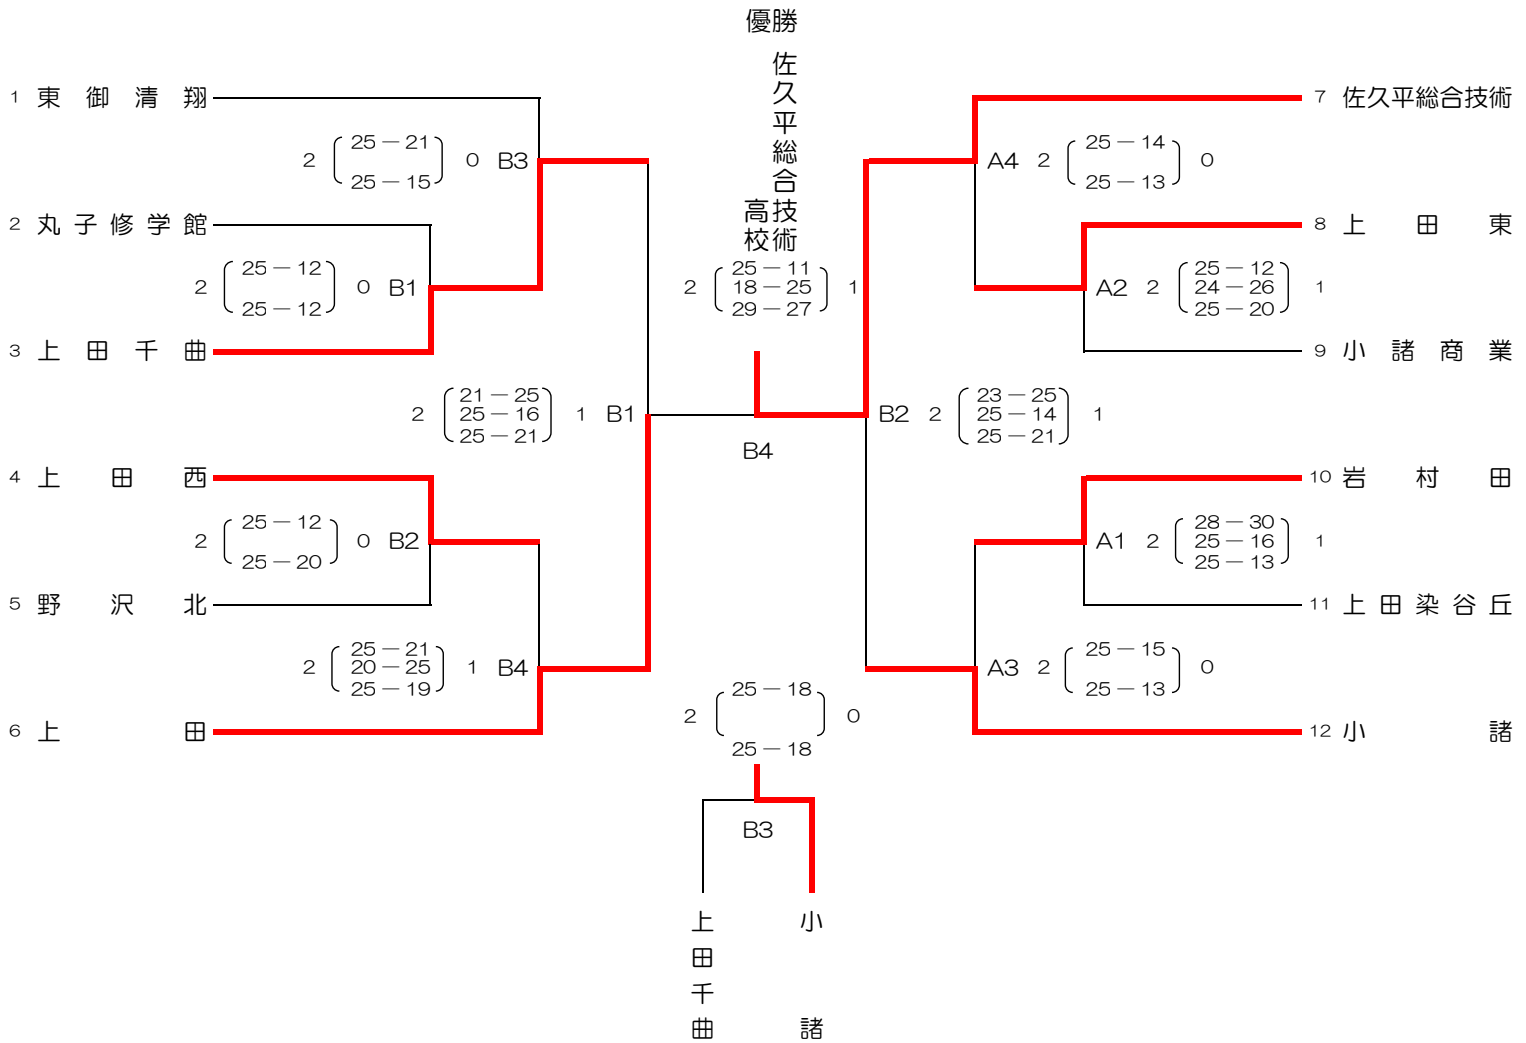 優勝
佐久平総合技術
高校
1 東御清翔
2 25－21 0 B3
25－15
2 丸子修学館
2 25－12 0 B1
25－12
3 上田千曲
2 21－25 1 B1
25－16
25－21
4 上田西
2 25－12 0 B2
25－20
5 野沢北
2 25－21 1 B4
20－25
25－19
6 上田
2 25－11 1
18－25
29－27
B4
7 佐久平総合技術
A4 2 25－14 0
25－13
8 上田東
A2 2 25－12 1
24－26
25－20
9 小諸商業
B2 2 23－25 1
25－14
25－21
10 岩村田
A1 2 28－30 1
25－16
25－13
11 上田染谷丘
A3 2 25－15 0
25－13
12 小諸
2 25－18 0
25－18
B3
上田千曲
小諸